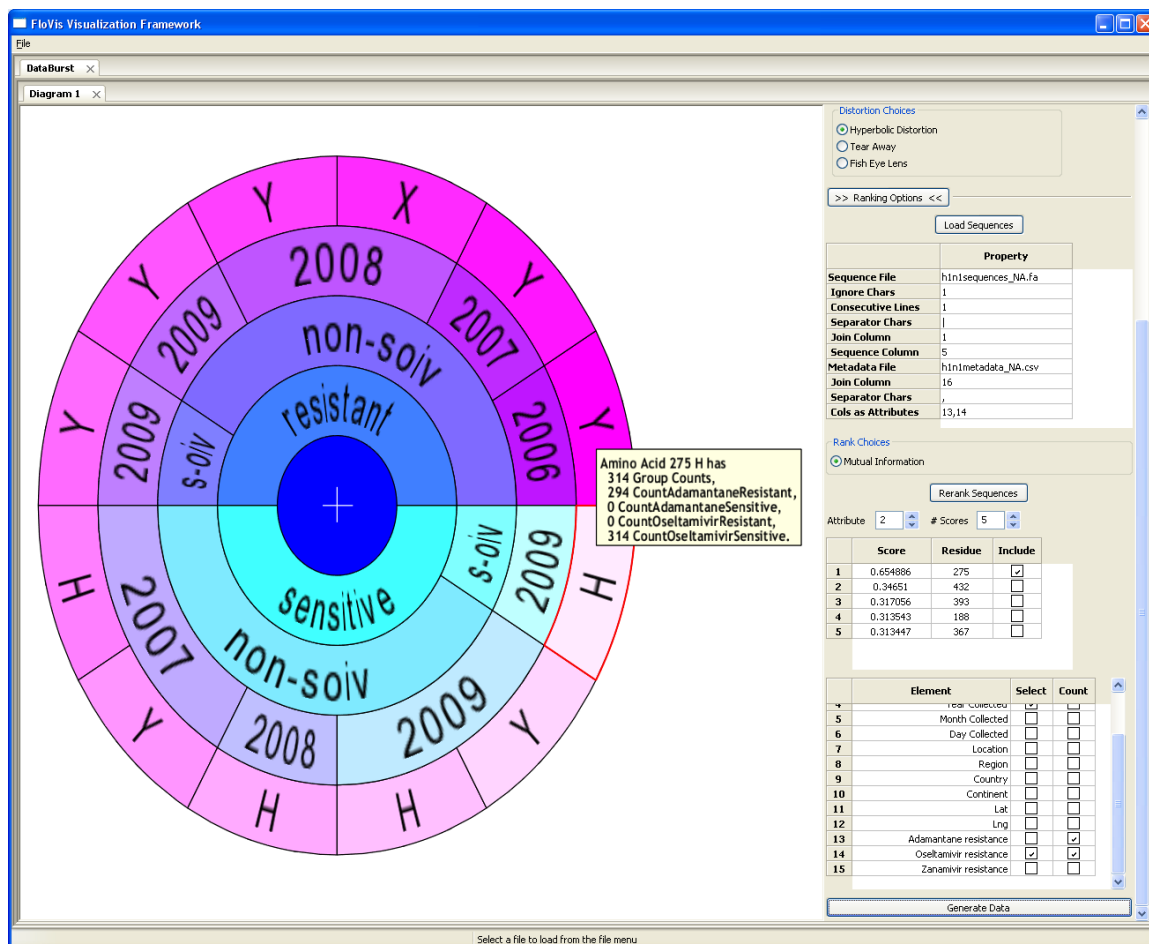 FloVis Visualization Framework
File
DataBurst
Diagram 1
Y
X
Y
Y
Y
Y
H
Y
H
H
Y
H
2008
2007
2006
2009
2009
2007
2008
2009
2009
non-soiv
s-oiv
non-soiv
s-oiv
resistant
sensitive
Amino Acid 275 H has
314 Group Counts,
294 CountAdamantaneResistant,
0 CountAdamantaneSensitive,
0 CountOseltamivirResistant,
314 CountOseltamivirSensitive.
Distortion Choices
Hyperbolic Distortion
Tear Away
Fish Eye Lens
>> Ranking Options <<
Load Sequences
Property
Sequence File h1n1sequences_NA.fa
Ignore Chars 1
Consecutive Lines 1
Separator Chars |
Join Column 1
Sequence Column 5
Metadata File h1n1metadata_NA.csv
Join Column 16
Separator Chars ,
Cols as Attributes 13,14
Rank Choices
Mutual Information
Rerank Sequences
Attribute 2 # Scores 5
Score Residue Include
1 0.654886 275
2 0.34651 432
3 0.317056 393
4 0.313543 188
5 0.313447 367
Element Select Count
4 Year Collected
5 Month Collected
6 Day Collected
7 Location
8 Region
9 Country
10 Continent
11 Lat
12 Lng
13 Adamantane resistance
14 Oseltamivir resistance
15 Zanamivir resistance
Generate Data
Select a file to load from the file menu